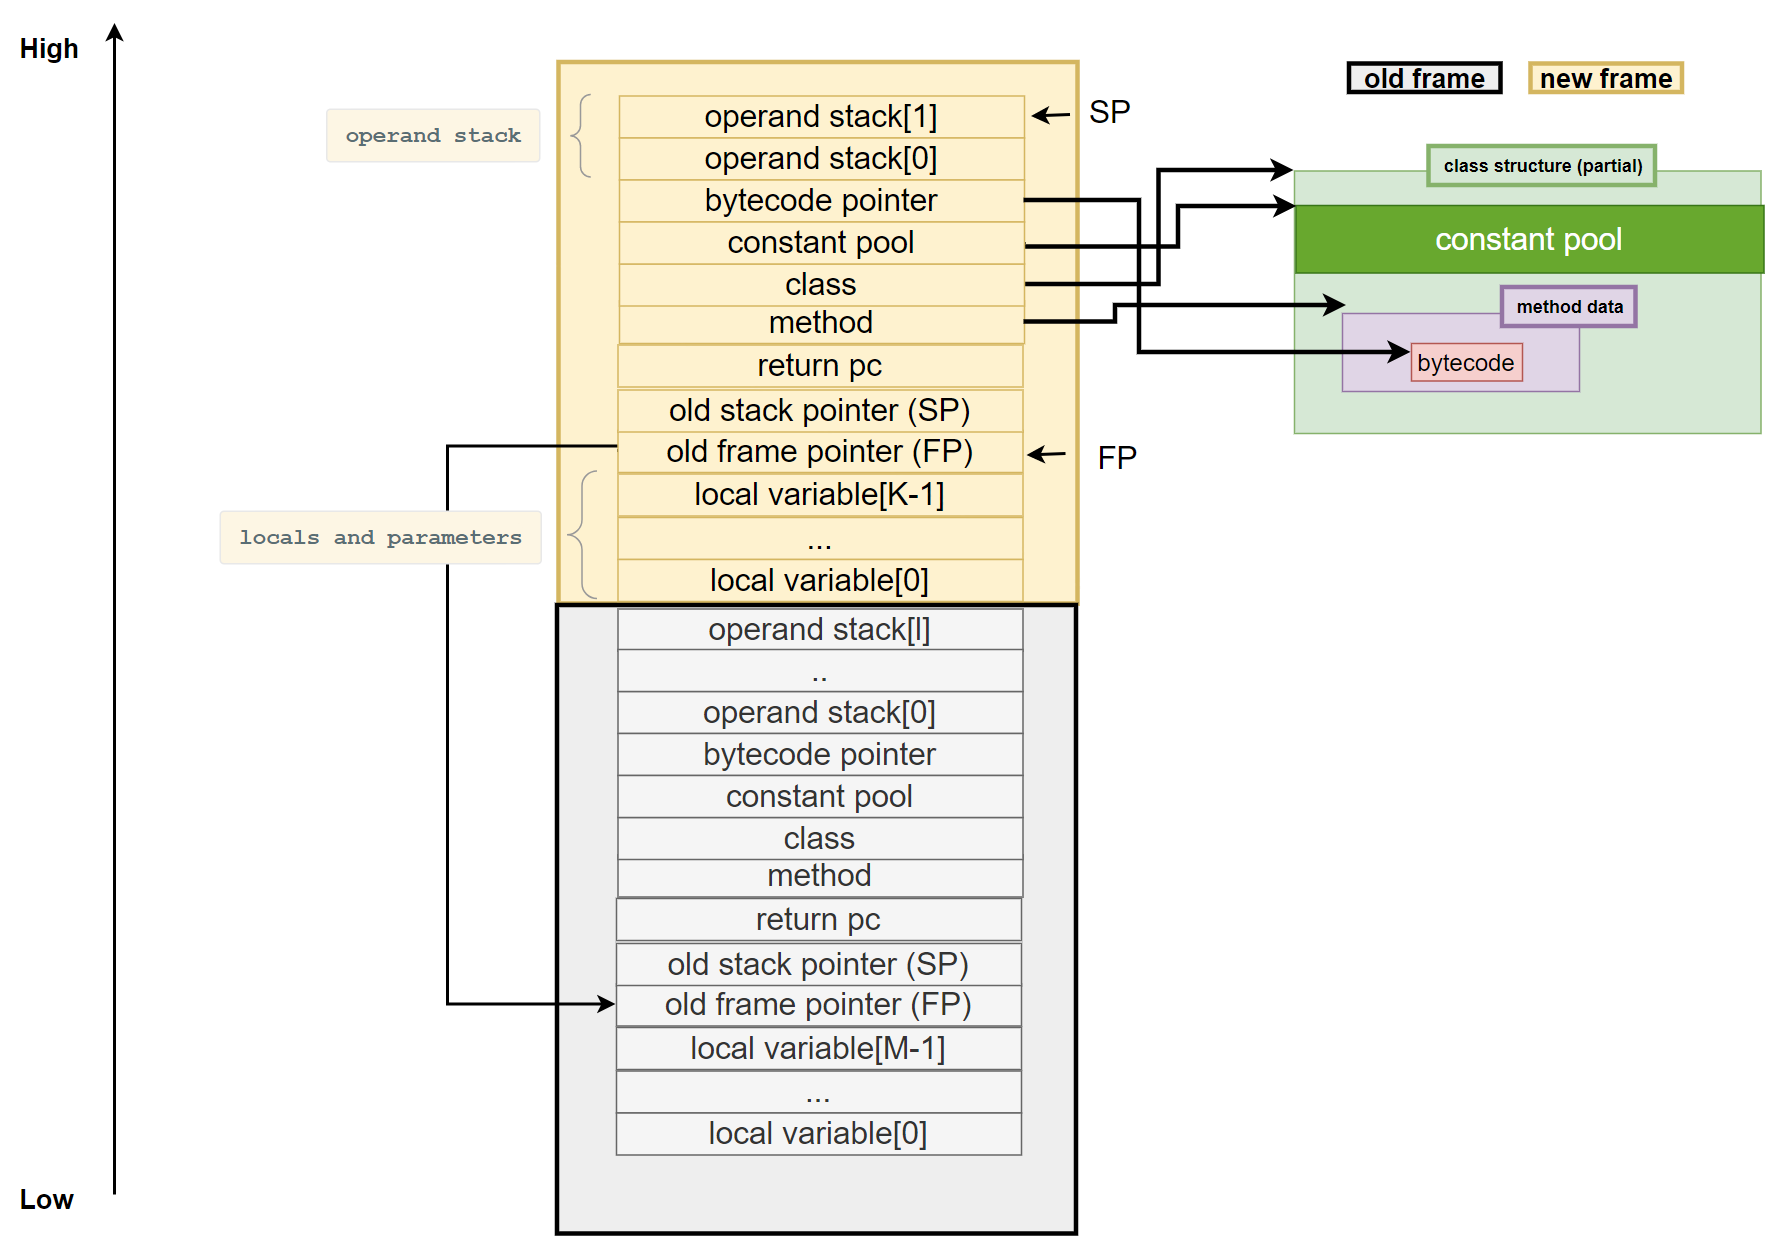 High
old frame
new frame
operand stack
operand stack[1]
SP
operand stack[0]
bytecode pointer
constant pool
class
method
return pc
old stack pointer (SP)
old frame pointer (FP)
FP
local variable[K-1]
...
local variable[0]
locals and parameters
class structure (partial)
constant pool
method data
bytecode
operand stack[l]
..
operand stack[0]
bytecode pointer
constant pool
class
method
return pc
old stack pointer (SP)
old frame pointer (FP)
local variable[M-1]
...
local variable[0]
Low